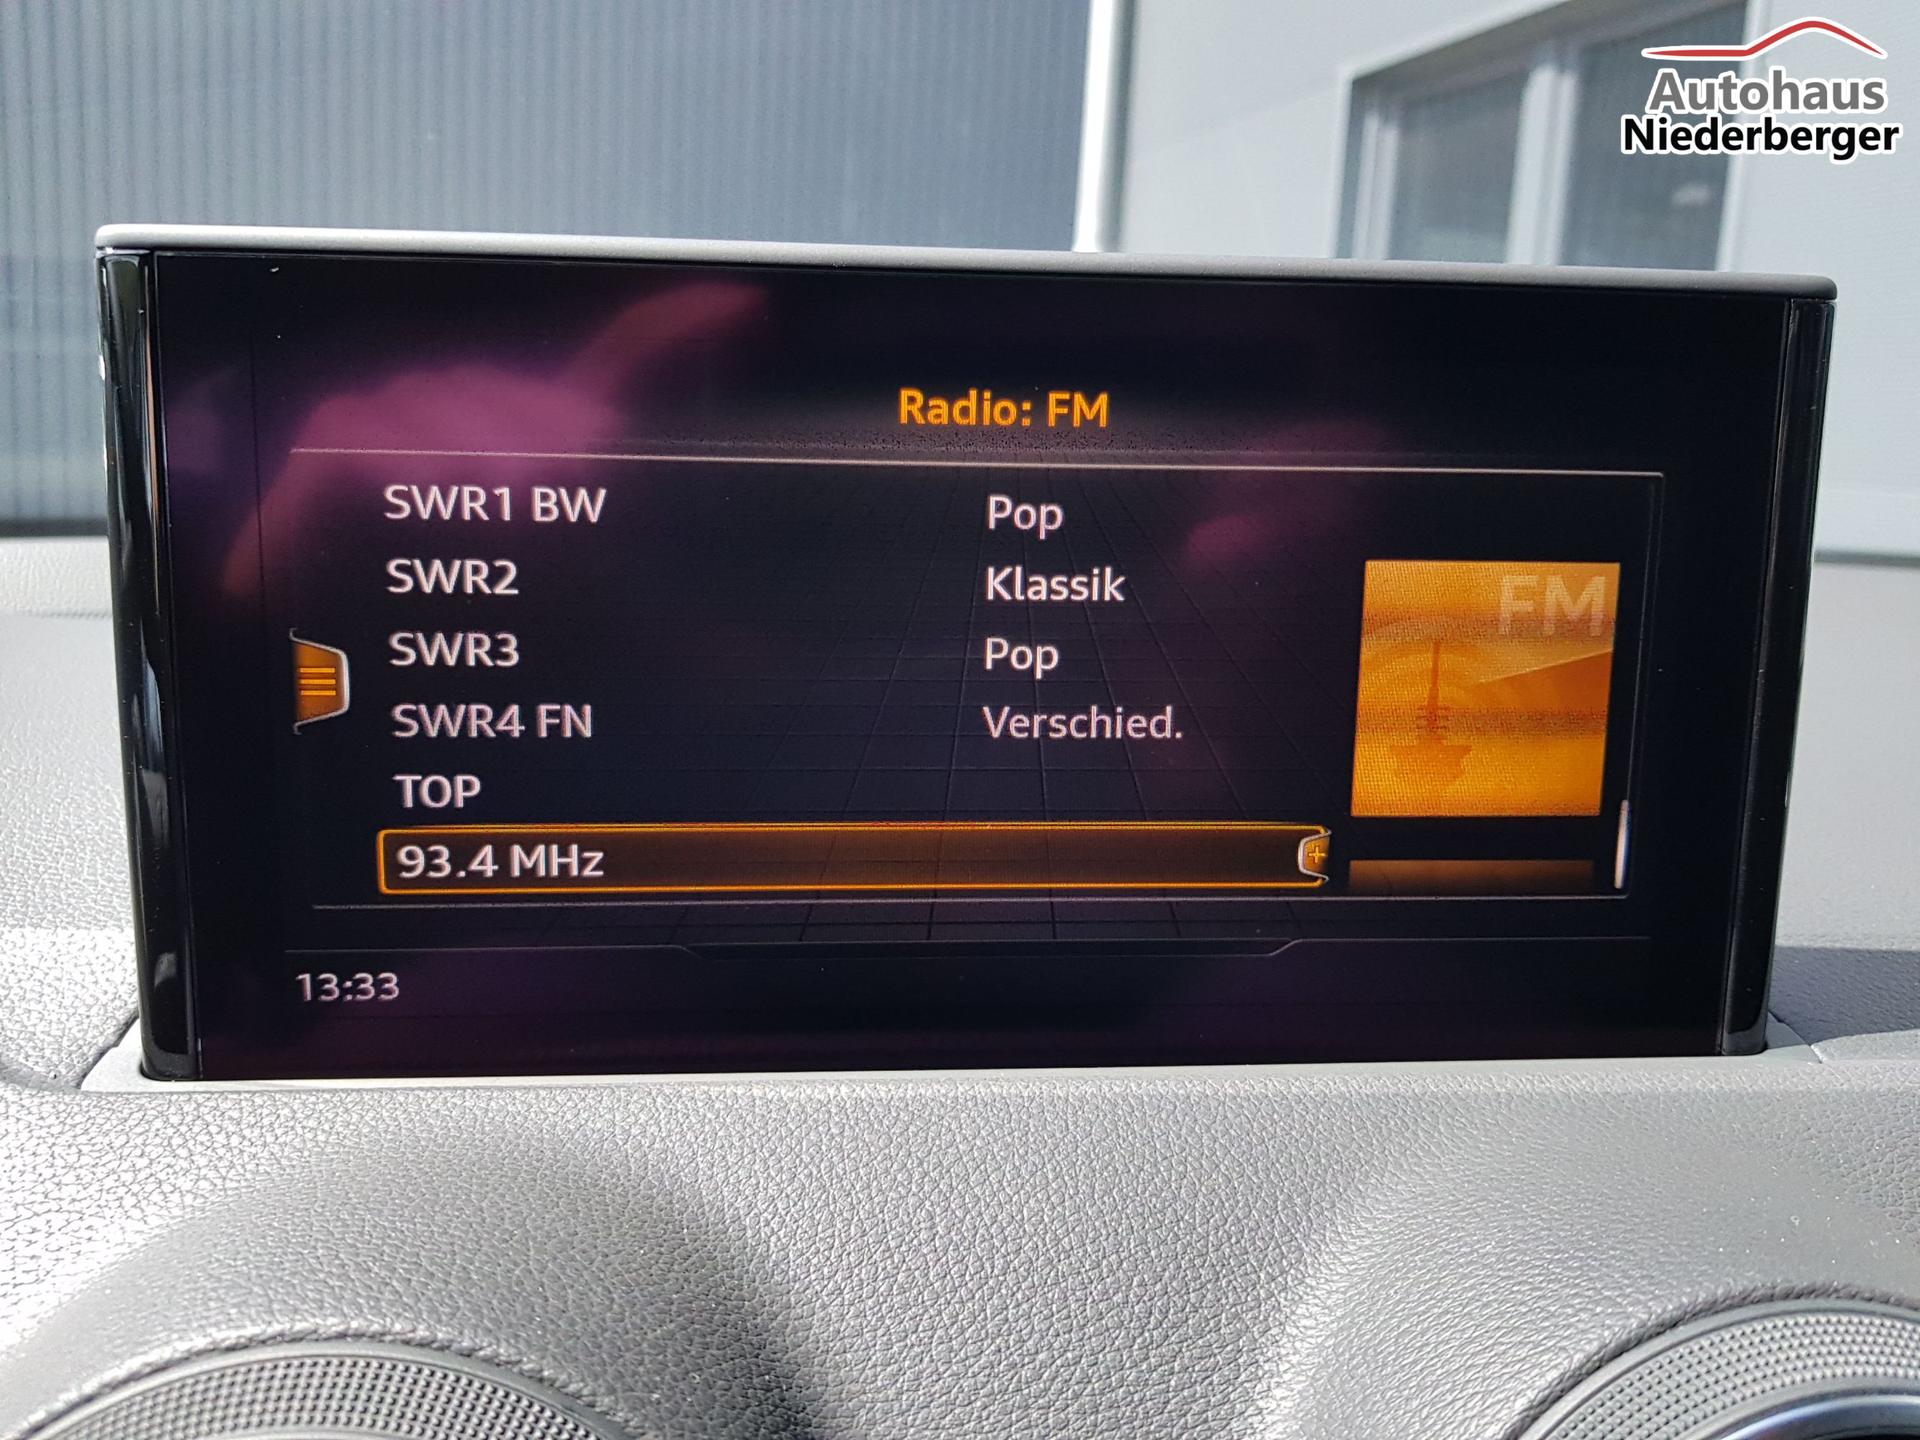 Autohaus
Niederberger
Radio: FM
SWR1 BW Pop
SWR2 Klassik
SWR3 Pop
SWR4 FN Verschied.
TOP
93.4 MHz
FM
13:33